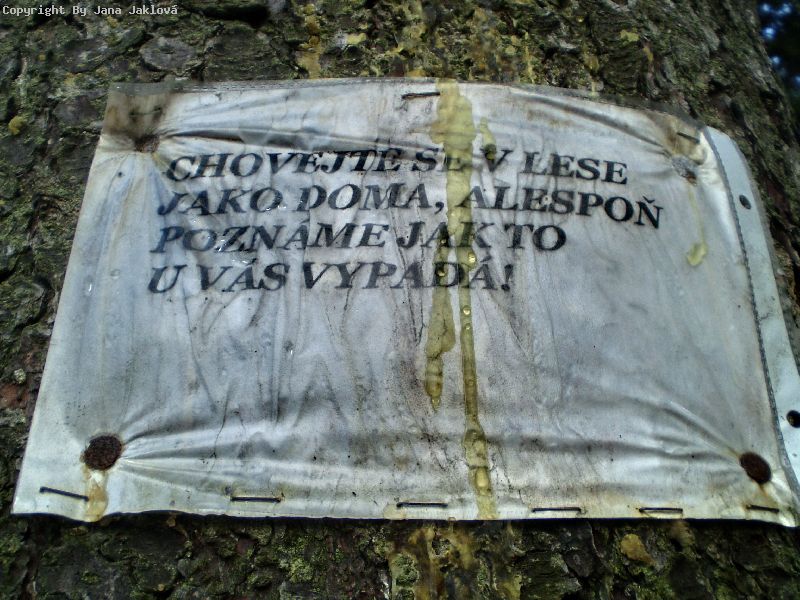 Copyright By Jana Jaklová
CHOVEJTE SE V LESE
JAKO DOMA, ALESPOŇ
POZNÁME JAK TO
U VÁS VYPADÁ!